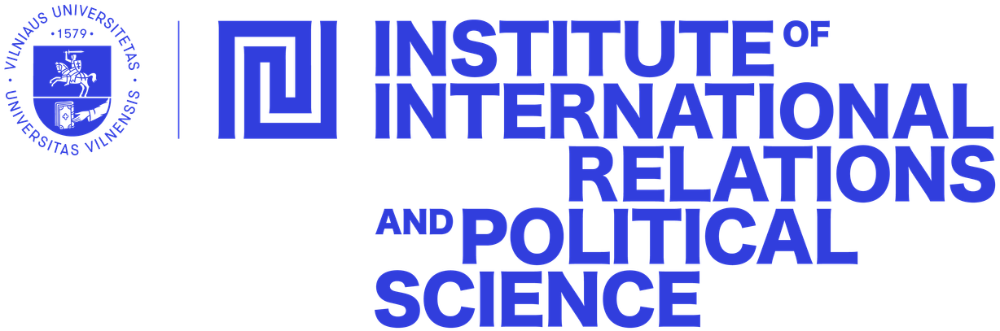 VILNIAUS UNIVERSITETAS
1579
UNIVERSITAS VILNENSIS
INSTITUTE OF
INTERNATIONAL
RELATIONS
AND POLITICAL
SCIENCE